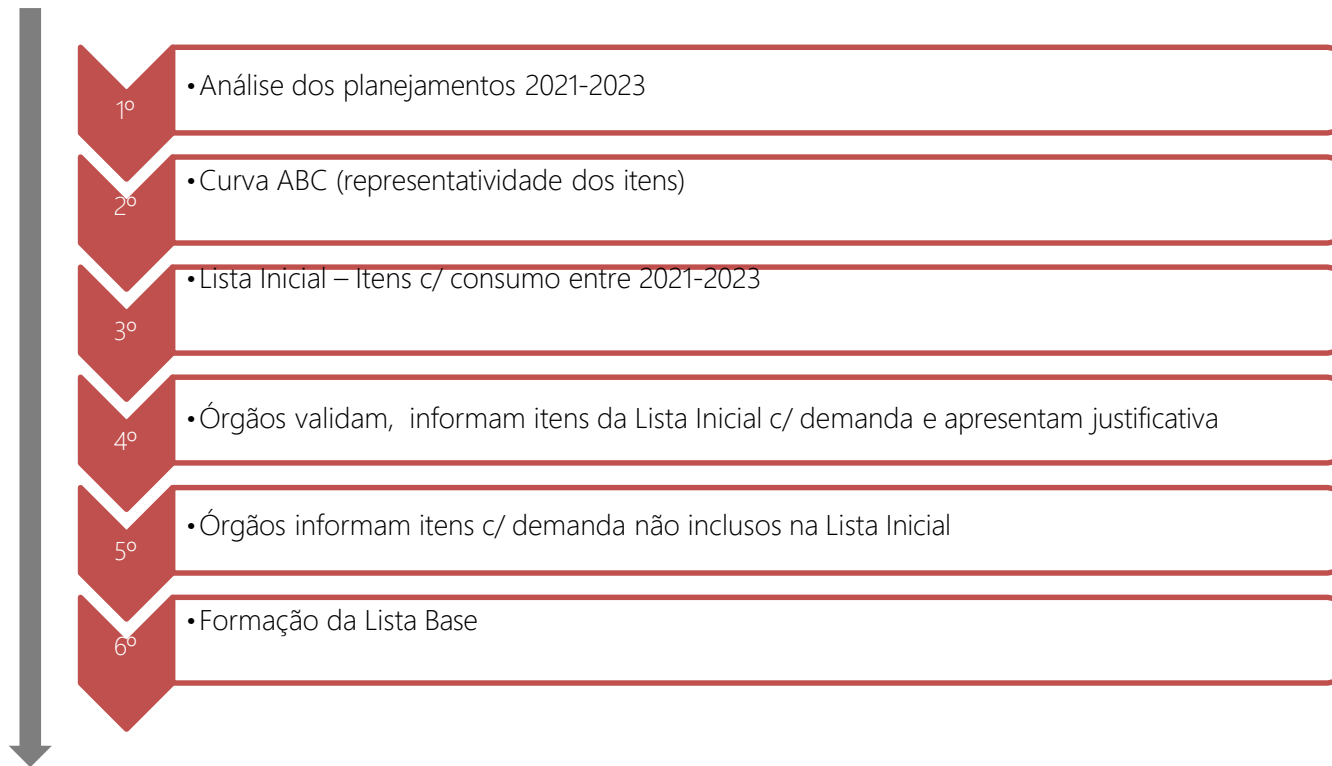 1º
•Análise dos planejamentos 2021-2023
2º
•Curva ABC (representatividade dos itens)
3º
•Lista Inicial – Itens c/ consumo entre 2021-2023
4º
•Órgãos validam,  informam itens da Lista Inicial c/ demanda e apresentam justificativa
5º
•Órgãos informam itens c/ demanda não inclusos na Lista Inicial
6º
•Formação da Lista Base